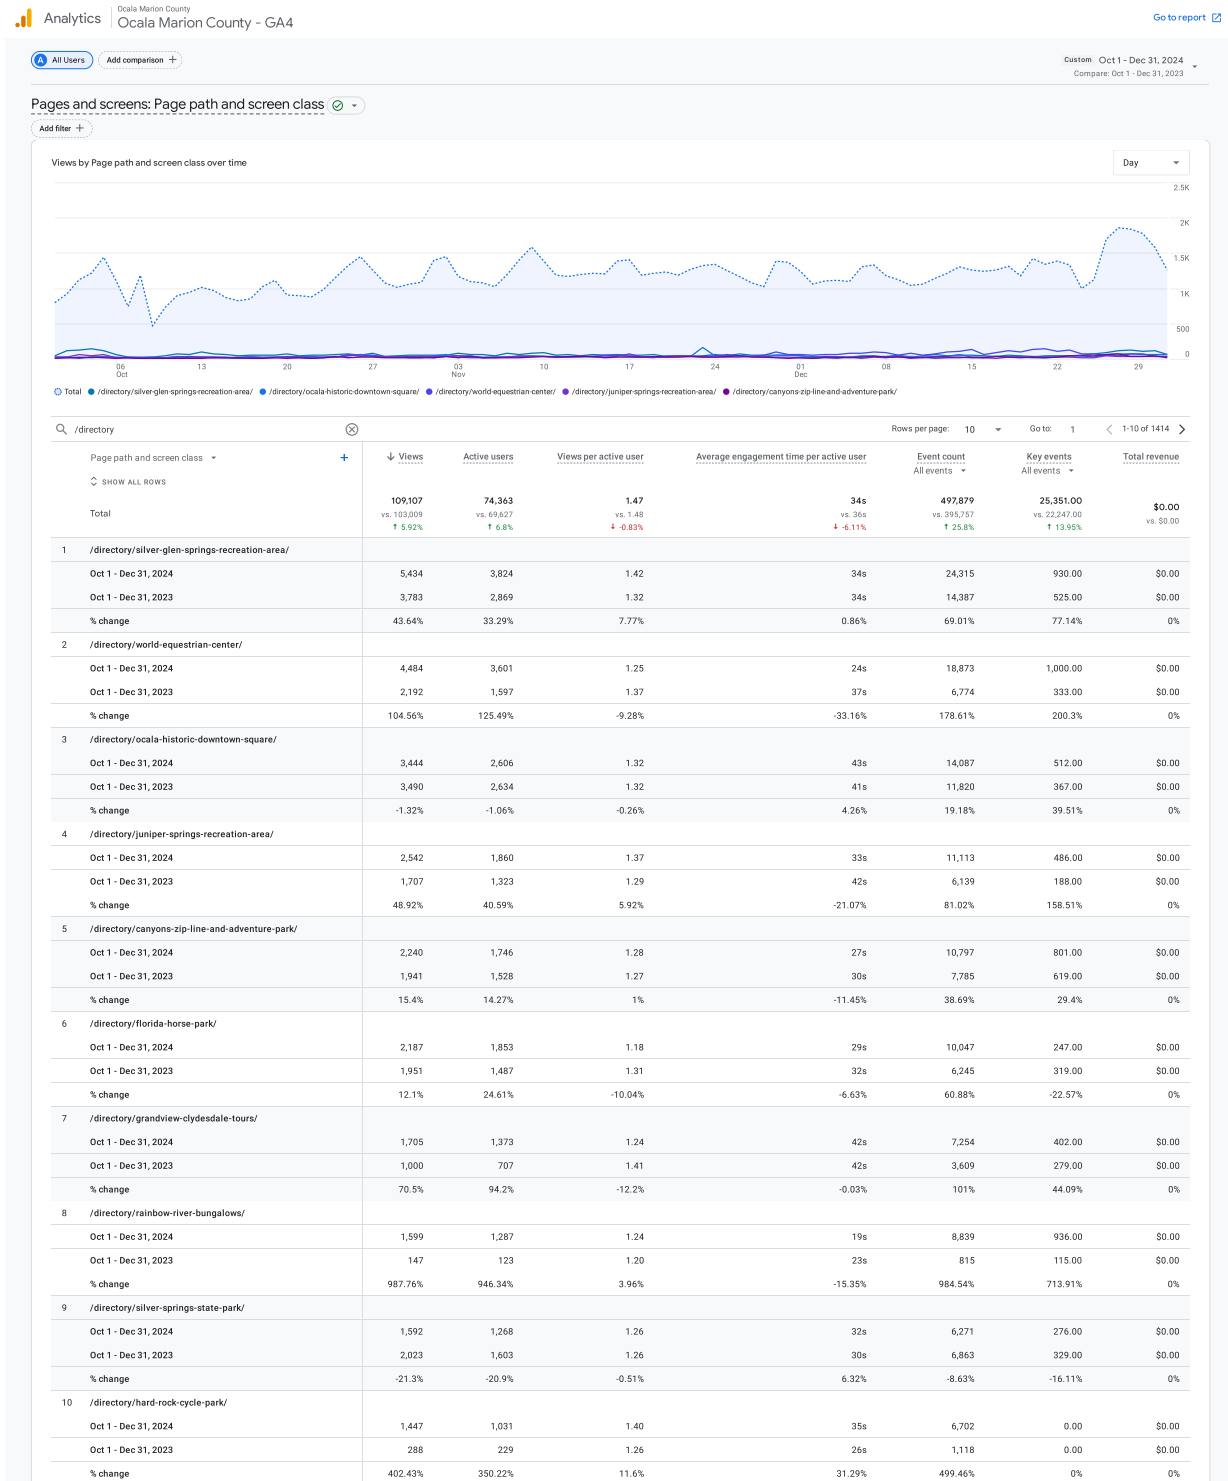 Analytics
Ocala Marion County
Ocala Marion County - GA4
Go to report
A All Users
Add comparison +
Custom Oct 1 - Dec 31, 2024
Compare: Oct 1 - Dec 31, 2023
Pages and screens: Page path and screen class
Add filter +
Views by Page path and screen class over time
Day
2.5K
2K
1.5K
1K
500
0
06 13 20 27 03 10 17 24 01 08 15 22 29
Oct Nov Dec
Total /directory/silver-glen-springs-recreation-area/ /directory/ocala-historic-downtown-square/ /directory/world-equestrian-center/ /directory/juniper-springs-recreation-area/ /directory/canyons-zip-line-and-adventure-park/
/directory Rows per page: 10 Go to: 1 1-10 of 1414
Page path and screen class + Views Active users Views per active user Average engagement time per active user Event count Key events Total revenue
All events All events
SHOW ALL ROWS
109,107 74,363 1.47 34s 497,879 25,351.00 $0.00
Total vs. 103,009 vs. 69,627 vs. 1.48 vs. 36s vs. 395,757 vs. 22,247.00 vs. $0.00
↑ 5.92% ↑ 6.8% ↓ -0.83% ↓ -6.11% ↑ 25.8% ↑ 13.95%
1 /directory/silver-glen-springs-recreation-area/
Oct 1 - Dec 31, 2024 5,434 3,824 1.42 34s 24,315 930.00 $0.00
Oct 1 - Dec 31, 2023 3,783 2,869 1.32 34s 14,387 525.00 $0.00
% change 43.64% 33.29% 7.77% 0.86% 69.01% 77.14% 0%
2 /directory/world-equestrian-center/
Oct 1 - Dec 31, 2024 4,484 3,601 1.25 24s 18,873 1,000.00 $0.00
Oct 1 - Dec 31, 2023 2,192 1,597 1.37 37s 6,774 333.00 $0.00
% change 104.56% 125.49% -9.28% -33.16% 178.61% 200.3% 0%
3 /directory/ocala-historic-downtown-square/
Oct 1 - Dec 31, 2024 3,444 2,606 1.32 43s 14,087 512.00 $0.00
Oct 1 - Dec 31, 2023 3,490 2,634 1.32 41s 11,820 367.00 $0.00
% change -1.32% -1.06% -0.26% 4.26% 19.18% 39.51% 0%
4 /directory/juniper-springs-recreation-area/
Oct 1 - Dec 31, 2024 2,542 1,860 1.37 33s 11,113 486.00 $0.00
Oct 1 - Dec 31, 2023 1,707 1,323 1.29 42s 6,139 188.00 $0.00
% change 48.92% 40.59% 5.92% -21.07% 81.02% 158.51% 0%
5 /directory/canyons-zip-line-and-adventure-park/
Oct 1 - Dec 31, 2024 2,240 1,746 1.28 27s 10,797 801.00 $0.00
Oct 1 - Dec 31, 2023 1,941 1,528 1.27 30s 7,785 619.00 $0.00
% change 15.4% 14.27% 1% -11.45% 38.69% 29.4% 0%
6 /directory/florida-horse-park/
Oct 1 - Dec 31, 2024 2,187 1,853 1.18 29s 10,047 247.00 $0.00
Oct 1 - Dec 31, 2023 1,951 1,487 1.31 32s 6,245 319.00 $0.00
% change 12.1% 24.61% -10.04% -6.63% 60.88% -22.57% 0%
7 /directory/grandview-clydesdale-tours/
Oct 1 - Dec 31, 2024 1,705 1,373 1.24 42s 7,254 402.00 $0.00
Oct 1 - Dec 31, 2023 1,000 707 1.41 42s 3,609 279.00 $0.00
% change 70.5% 94.2% -12.2% -0.03% 101% 44.09% 0%
8 /directory/rainbow-river-bungalows/
Oct 1 - Dec 31, 2024 1,599 1,287 1.24 19s 8,839 936.00 $0.00
Oct 1 - Dec 31, 2023 147 123 1.20 23s 815 115.00 $0.00
% change 987.76% 946.34% 3.96% -15.35% 984.54% 713.91% 0%
9 /directory/silver-springs-state-park/
Oct 1 - Dec 31, 2024 1,592 1,268 1.26 32s 6,271 276.00 $0.00
Oct 1 - Dec 31, 2023 2,023 1,603 1.26 30s 6,863 329.00 $0.00
% change -21.3% -20.9% -0.51% 6.32% -8.63% -16.11% 0%
10 /directory/hard-rock-cycle-park/
Oct 1 - Dec 31, 2024 1,447 1,031 1.40 35s 6,702 0.00 $0.00
Oct 1 - Dec 31, 2023 288 229 1.26 26s 1,118 0.00 $0.00
% change 402.43% 350.22% 11.6% 31.29% 499.46% 0% 0%